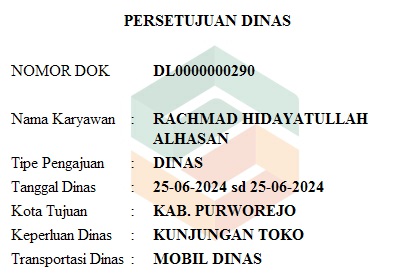 PERSETUJUAN DINAS
NOMOR DOK DL0000000290
Nama Karyawan : RACHMAD HIDAYATULLAH
ALHASAN
Tipe Pengajuan : DINAS
Tanggal Dinas : 25-06-2024 sd 25-06-2024
Kota Tujuan : KAB. PURWOREJO
Keperluan Dinas : KUNJUNGAN TOKO
Transportasi Dinas : MOBIL DINAS